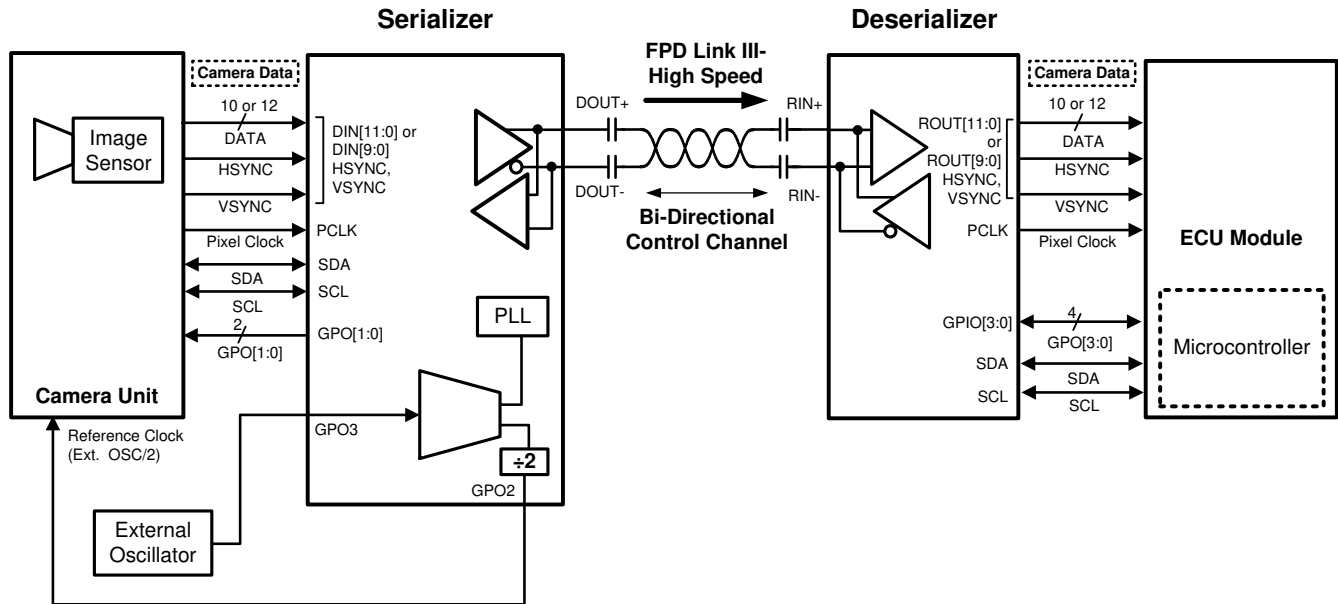 Serializer
Deserializer
Camera Data
10 or 12
DATA
HSYNC
VSYNC
Pixel Clock
SDA
SCL
2
GPO[1:0]
Image
Sensor
Camera Unit
Reference Clock
(Ext. OSC/2)
External
Oscillator
DIN[11:0] or
DIN[9:0]
HSYNC,
VSYNC
PCLK
SDA
SCL
GPO[1:0]
GPO3
PLL
÷2
GPO2
FPD Link III-
High Speed
DOUT+
DOUT-
RIN+
RIN-
Bi-Directional
Control Channel
ROUT[11:0]
or
ROUT[9:0]
HSYNC,
VSYNC
PCLK
GPIO[3:0]
SDA
SCL
Camera Data
10 or 12
DATA
HSYNC
VSYNC
Pixel Clock
4
GPO[3:0]
SDA
SCL
ECU Module
Microcontroller